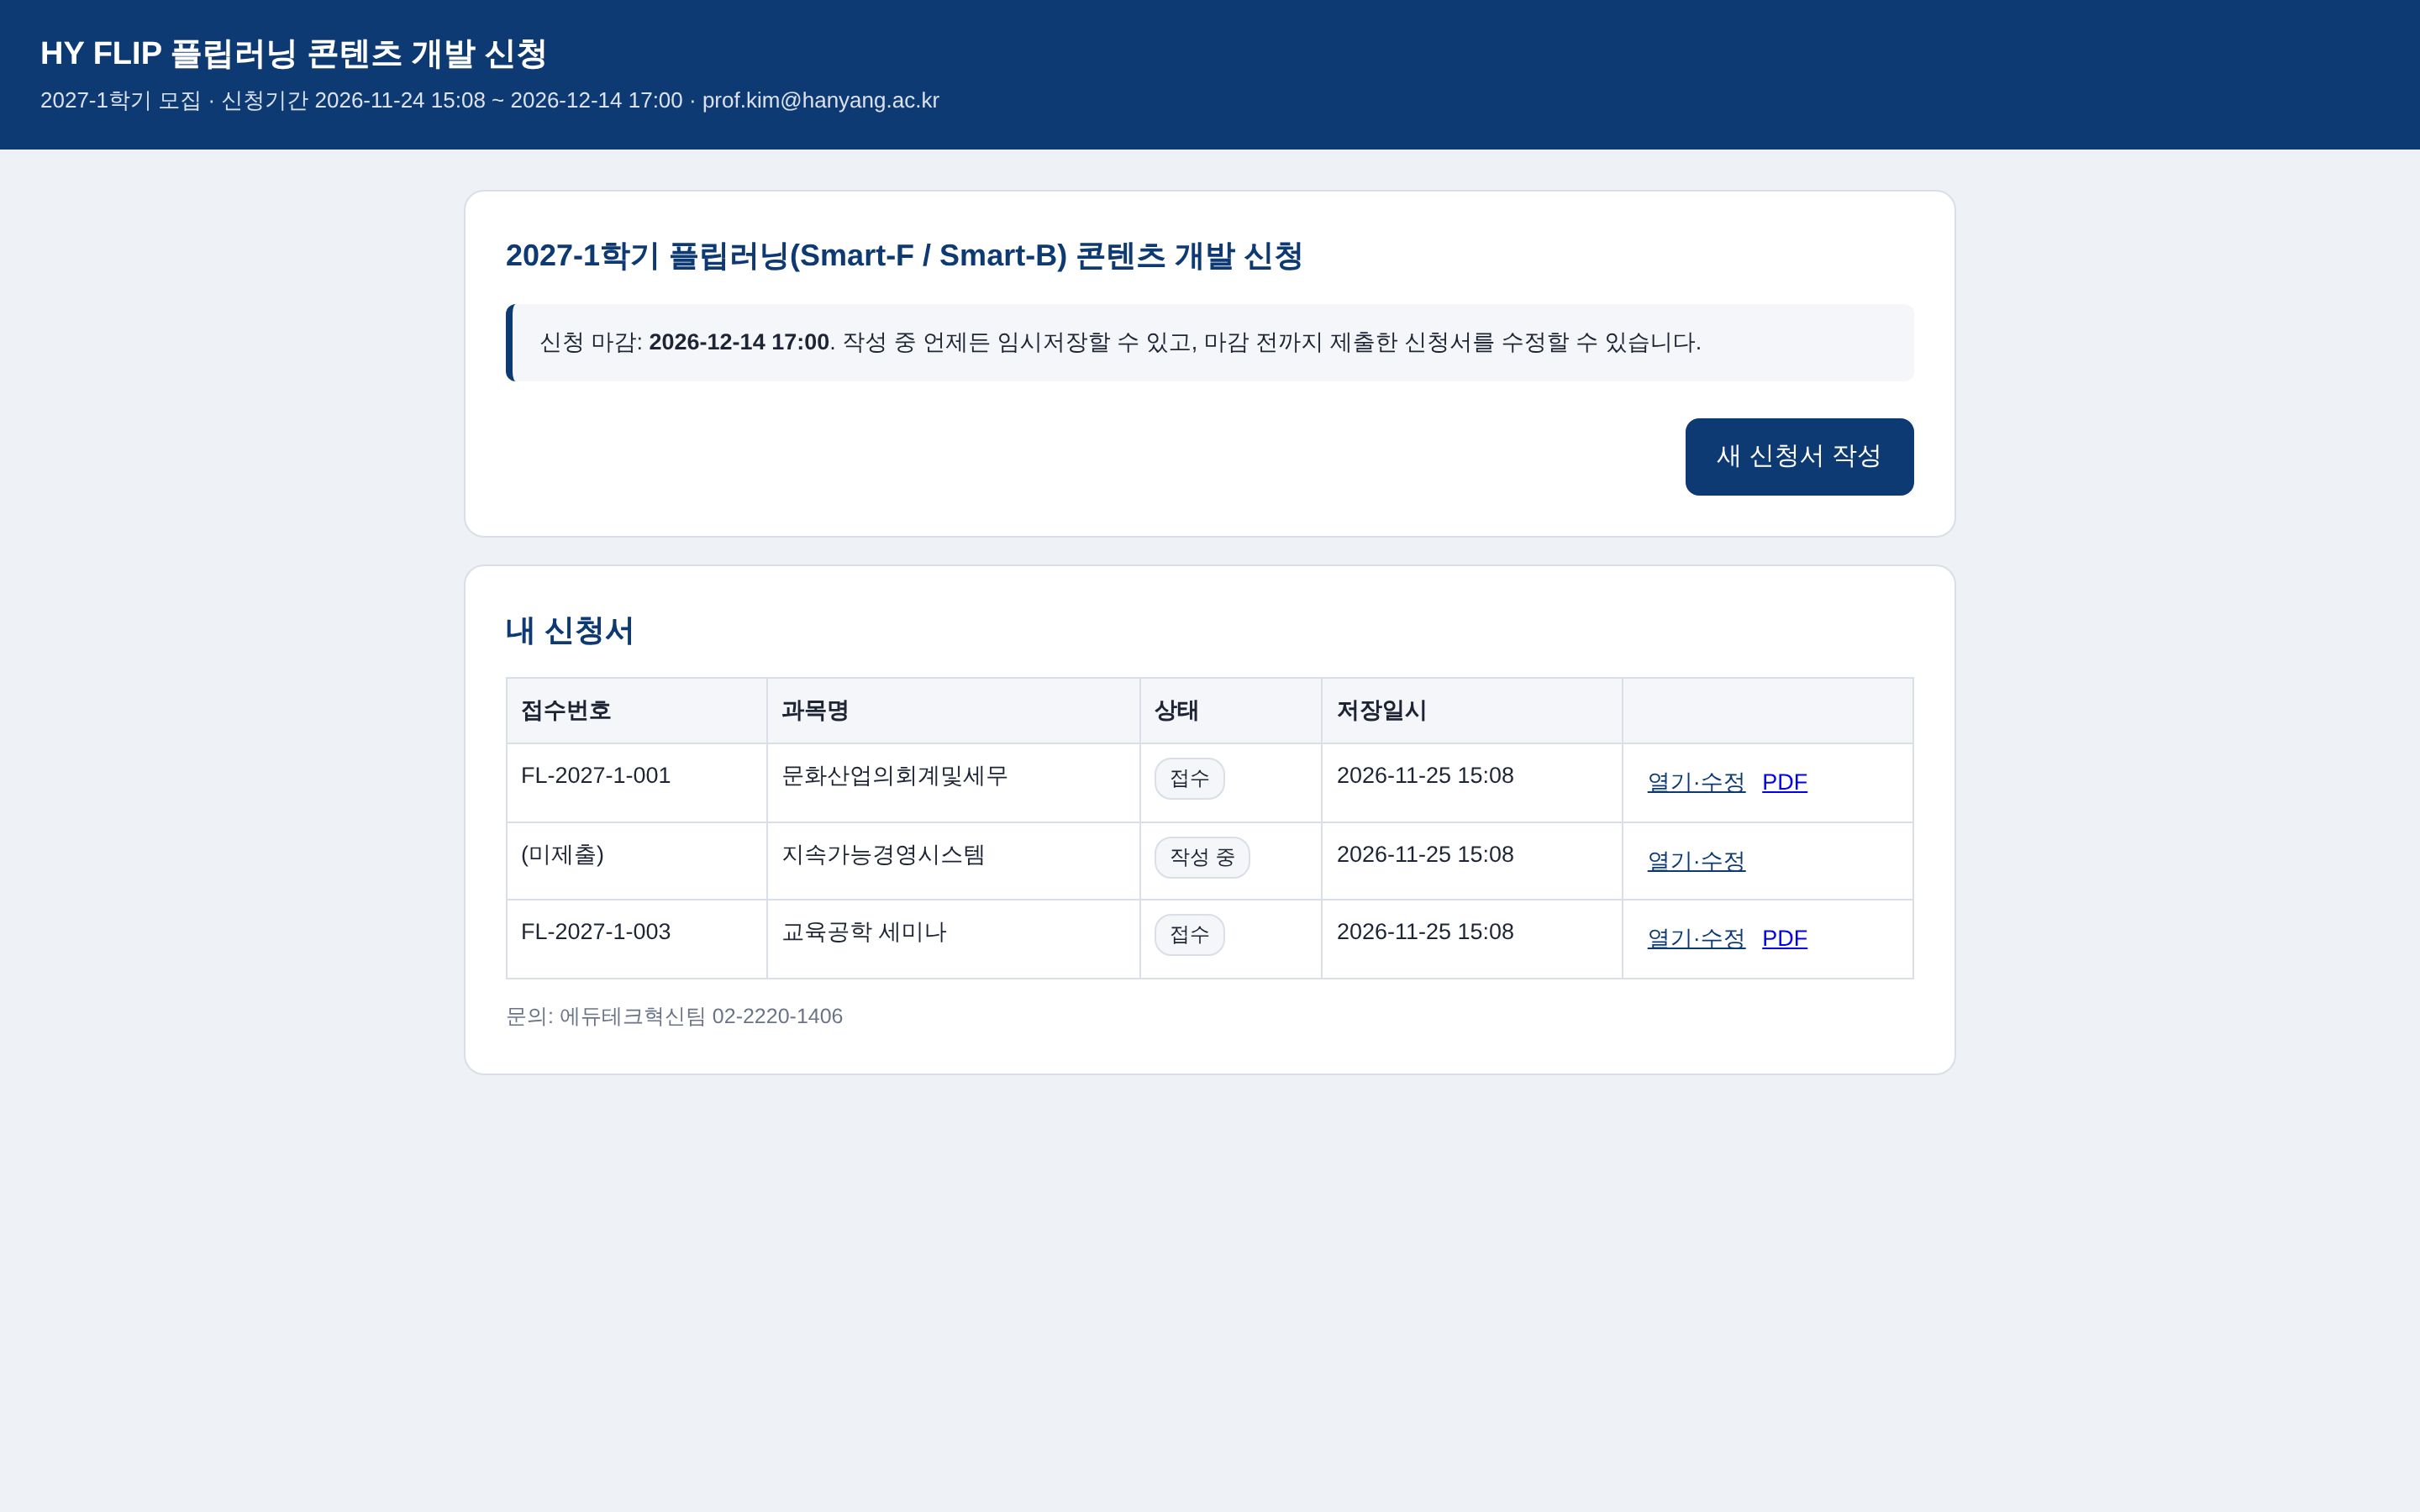 HY FLIP 플립러닝 콘텐츠 개발 신청
2027-1학기 모집 · 신청기간 2026-11-24 15:08 ~ 2026-12-14 17:00 · prof.kim@hanyang.ac.kr
2027-1학기 플립러닝(Smart-F / Smart-B) 콘텐츠 개발 신청
신청 마감: 2026-12-14 17:00. 작성 중 언제든 임시저장할 수 있고, 마감 전까지 제출한 신청서를 수정할 수 있습니다.
새 신청서 작성
내 신청서
접수번호 과목명 상태 저장일시
FL-2027-1-001 문화산업의회계및세무 접수 2026-11-25 15:08 열기·수정 PDF
(미제출) 지속가능경영시스템 작성 중 2026-11-25 15:08 열기·수정
FL-2027-1-003 교육공학 세미나 접수 2026-11-25 15:08 열기·수정 PDF
문의: 에듀테크혁신팀 02-2220-1406